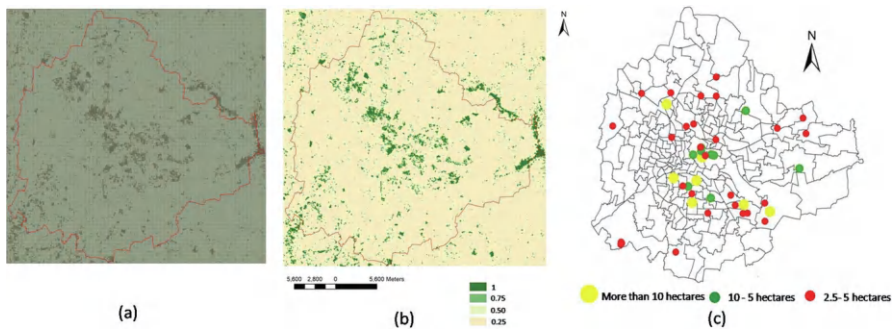 N
N
5,600 2,800 0 5,600 Meters
1
0.75
0.50
0.25
More than 10 hectares 10 - 5 hectares 2.5- 5 hectares
(a) (b) (c)